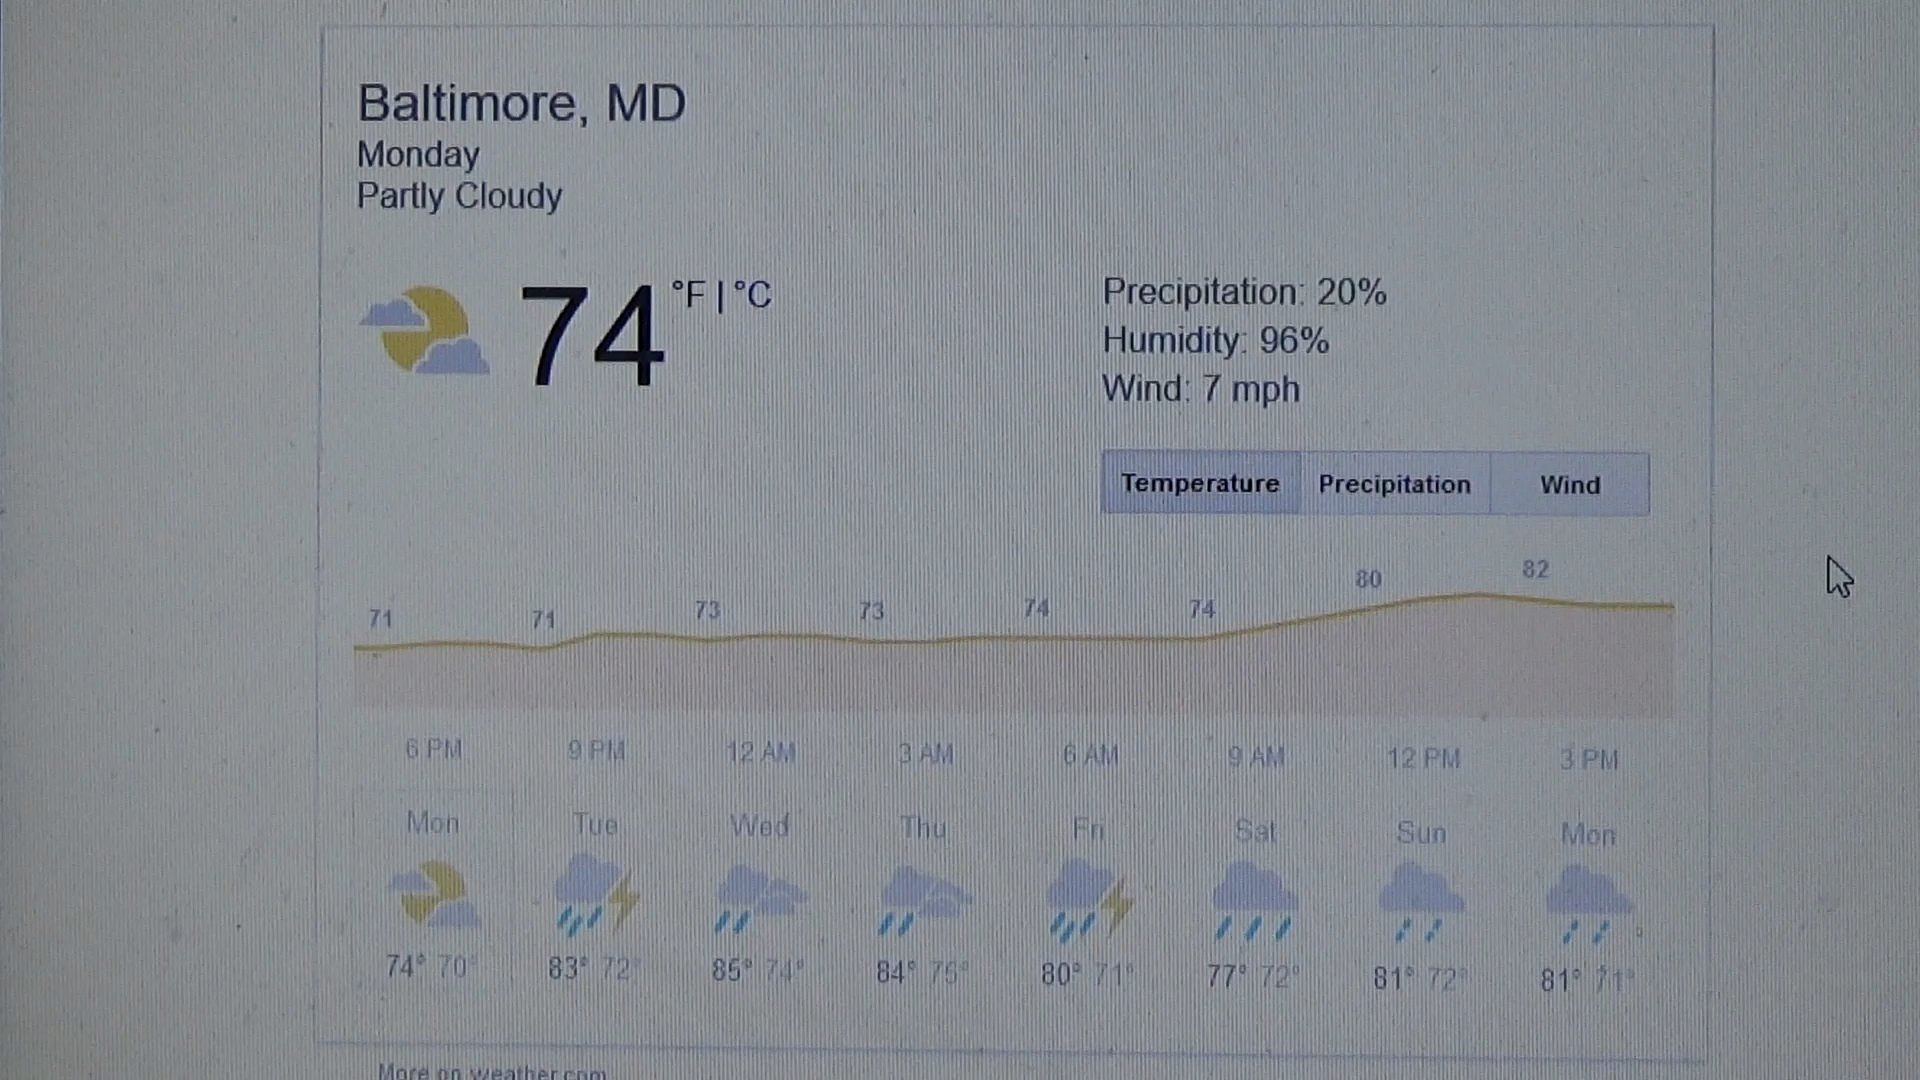 Baltimore, MD
Monday
Partly Cloudy
74 °F | °C
Precipitation: 20%
Humidity: 96%
Wind: 7 mph
Temperature Precipitation Wind
71 71 73 73 74 74 80 82
6 PM 9 PM 12 AM 3 AM 6 AM 9 AM 12 PM 3 PM
Mon Tue Wed Thu Fri Sat Sun Mon
74° 70° 83° 72° 85° 74° 84° 76° 80° 71° 77° 72° 81° 72° 81° 71°
More on weather.com